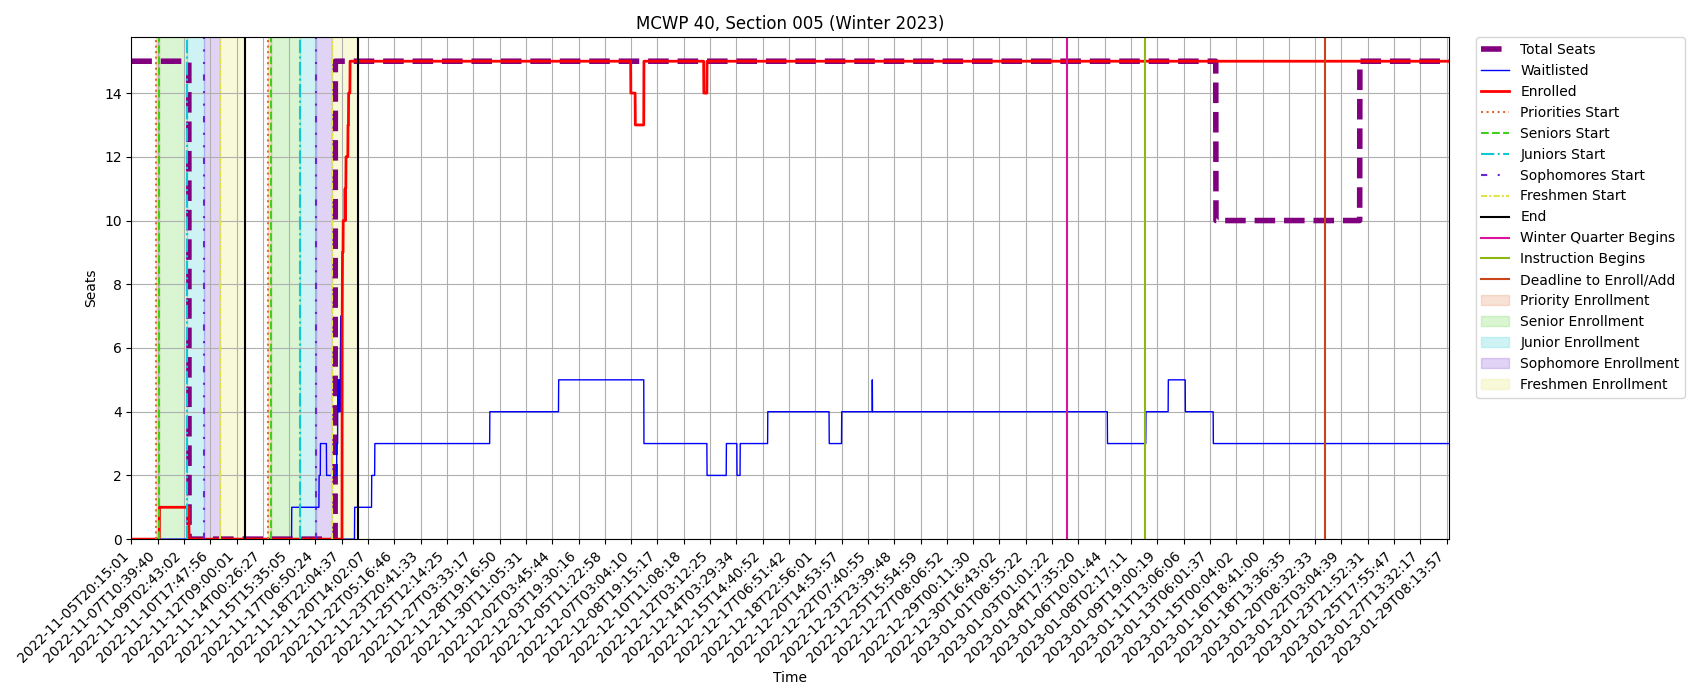 MCWP 40, Section 005 (Winter 2023)
Seats
14
12
10
8
6
4
2
0
2022-11-05T20:15:01
2022-11-07T10:39:40
2022-11-09T02:43:02
2022-11-10T17:47:56
2022-11-12T09:00:01
2022-11-14T00:26:27
2022-11-15T15:35:05
2022-11-17T06:50:24
2022-11-18T22:04:37
2022-11-20T14:02:07
2022-11-22T05:16:46
2022-11-23T20:41:33
2022-11-25T12:14:25
2022-11-27T03:33:17
2022-11-28T19:16:50
2022-11-30T11:05:31
2022-12-02T03:45:44
2022-12-03T19:30:16
2022-12-05T11:22:58
2022-12-07T03:04:10
2022-12-08T19:15:17
2022-12-10T11:08:18
2022-12-12T03:12:25
2022-12-14T03:29:34
2022-12-15T14:40:52
2022-12-17T06:51:42
2022-12-18T22:56:01
2022-12-20T14:53:57
2022-12-22T07:40:55
2022-12-23T23:39:48
2022-12-25T15:54:59
2022-12-27T08:06:52
2022-12-29T00:11:30
2022-12-30T16:43:02
2023-01-01T08:55:22
2023-01-03T01:01:22
2023-01-04T17:35:20
2023-01-06T10:01:44
2023-01-08T02:17:11
2023-01-09T19:00:19
2023-01-11T13:06:06
2023-01-13T06:01:37
2023-01-15T00:04:02
2023-01-16T18:41:00
2023-01-18T13:36:35
2023-01-20T08:32:33
2023-01-22T03:04:39
2023-01-23T21:52:31
2023-01-25T17:55:47
2023-01-27T13:32:17
2023-01-29T08:13:57
Time
Total Seats
Waitlisted
Enrolled
Priorities Start
Seniors Start
Juniors Start
Sophomores Start
Freshmen Start
End
Winter Quarter Begins
Instruction Begins
Deadline to Enroll/Add
Priority Enrollment
Senior Enrollment
Junior Enrollment
Sophomore Enrollment
Freshmen Enrollment